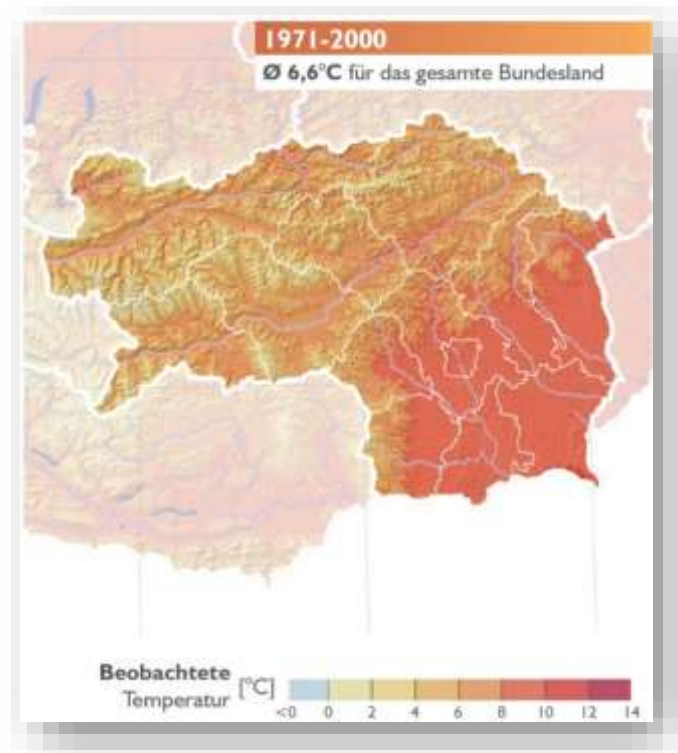 1971-2000
Ø 6,6°C für das gesamte Bundesland
Beobachtete
Temperatur [°C]
<0 0 2 4 6 8 10 12 14